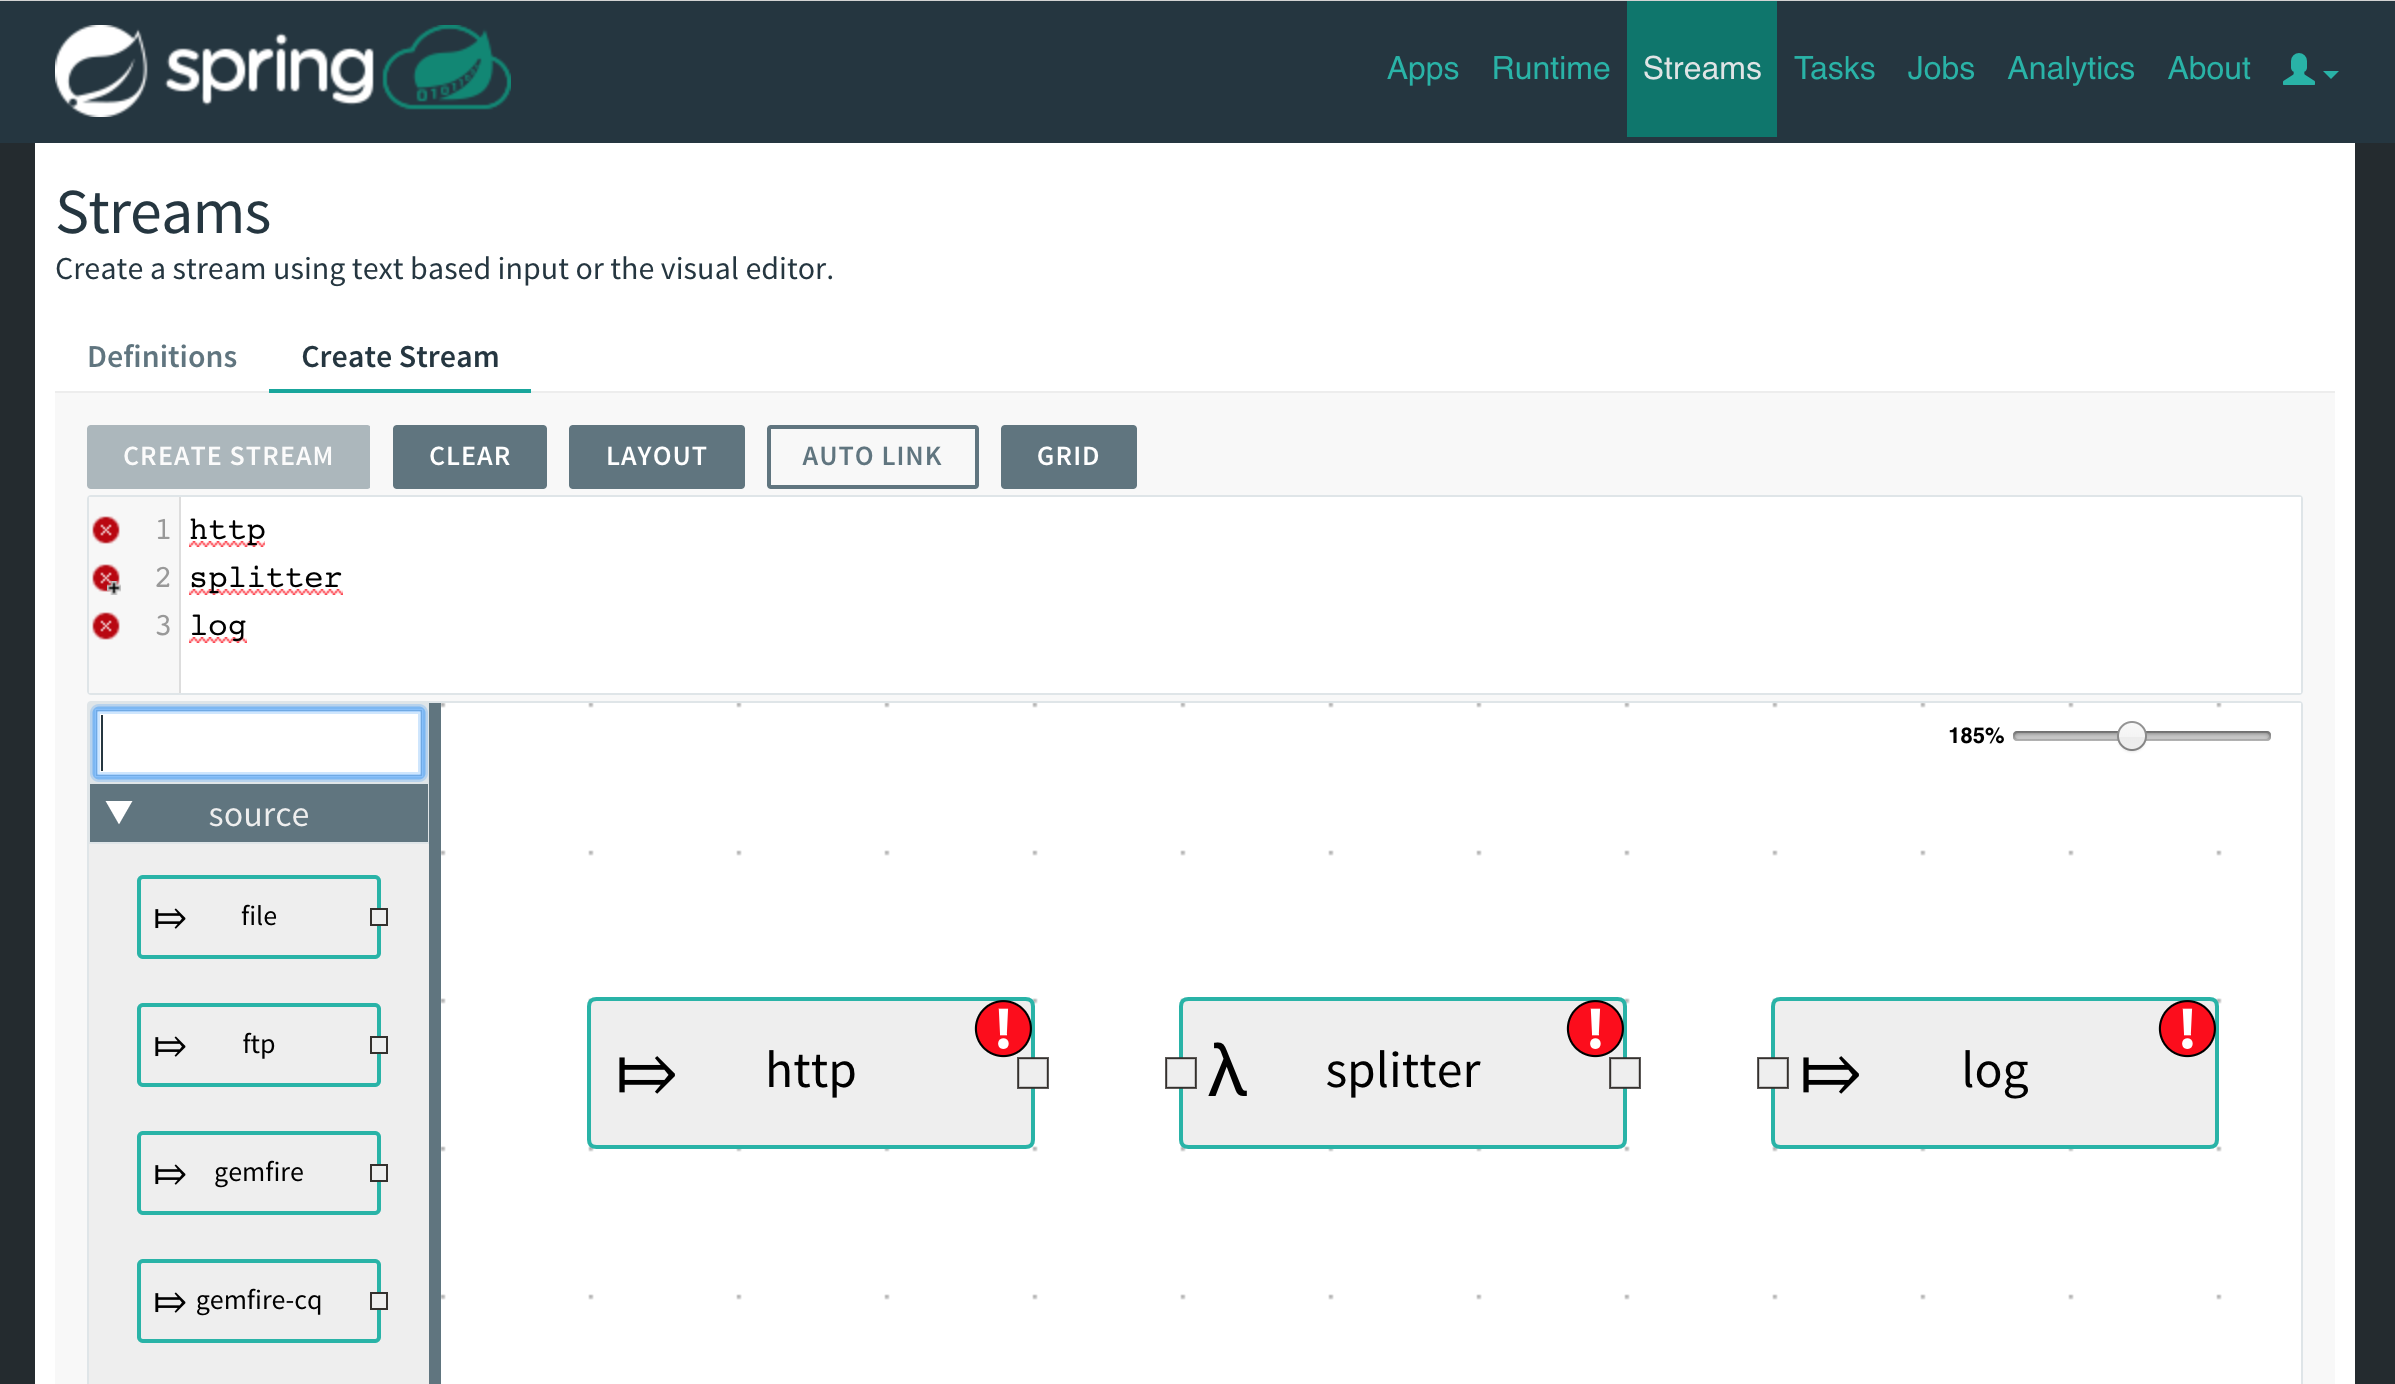 spring
Apps Runtime Streams Tasks Jobs Analytics About
Streams
Create a stream using text based input or the visual editor.
Definitions Create Stream
CREATE STREAM CLEAR LAYOUT AUTO LINK GRID
1 http
2 splitter
3 log
185%
source
file
ftp
gemfire
gemfire-cq
http λ splitter log